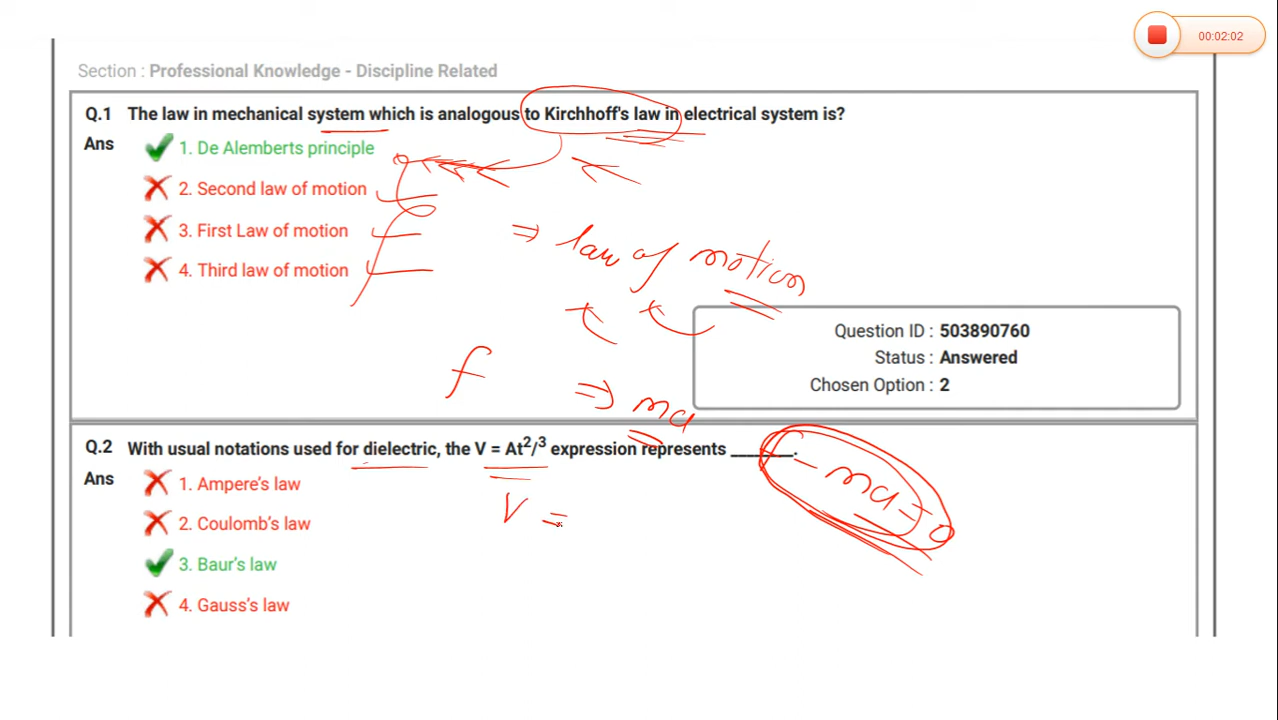 00:02:02
Section : Professional Knowledge - Discipline Related
Q.1 The law in mechanical system which is analogous to Kirchhoff's law in electrical system is?
Ans 1. De Alemberts principle
2. Second law of motion
3. First Law of motion
4. Third law of motion
⇒ law of motion
Question ID : 503890760
Status : Answered
Chosen Option : 2
f ⇒ ma
Q.2 With usual notations used for dielectric, the V = At²/³ expression represents ________.
f - ma = 0
Ans 1. Ampere's law
2. Coulomb's law
V =
3. Baur's law
4. Gauss's law